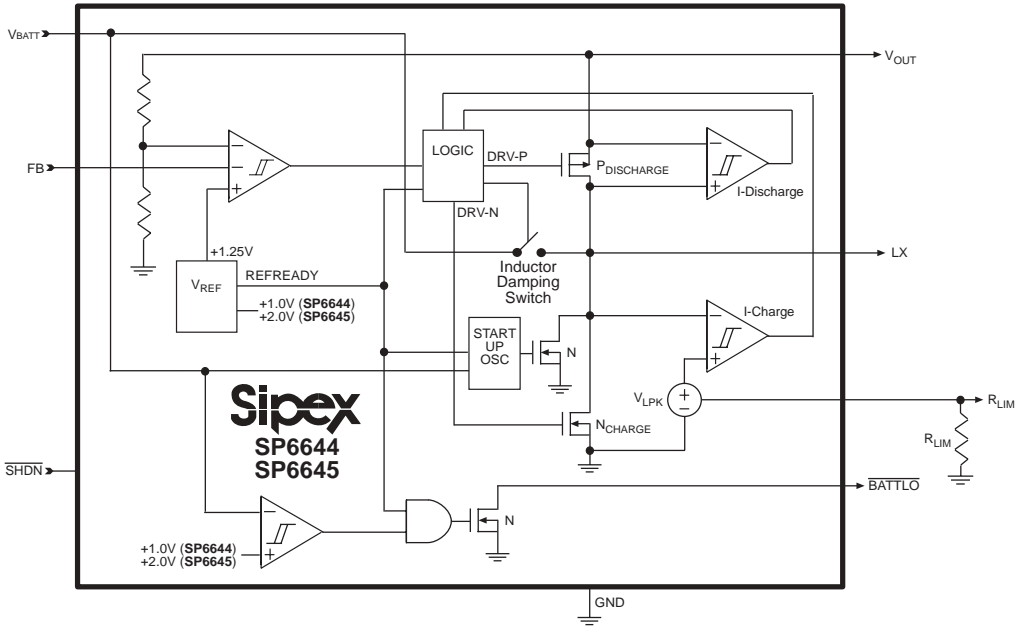 VBATT
VOUT
LOGIC
DRV-P
PDISCHARGE
−
+
I-Discharge
FB
−
−
+
DRV-N
+1.25V
LX
VREF
REFREADY
Inductor
Damping
Switch
+1.0V (SP6644)
+2.0V (SP6645)
I-Charge
−
+
START
UP
OSC
N
VLPK
+
−
RLIM
Sipex
SP6644
SP6645
NCHARGE
RLIM
SHDN
BATTLO
−
+
N
+1.0V (SP6644)
+2.0V (SP6645)
GND